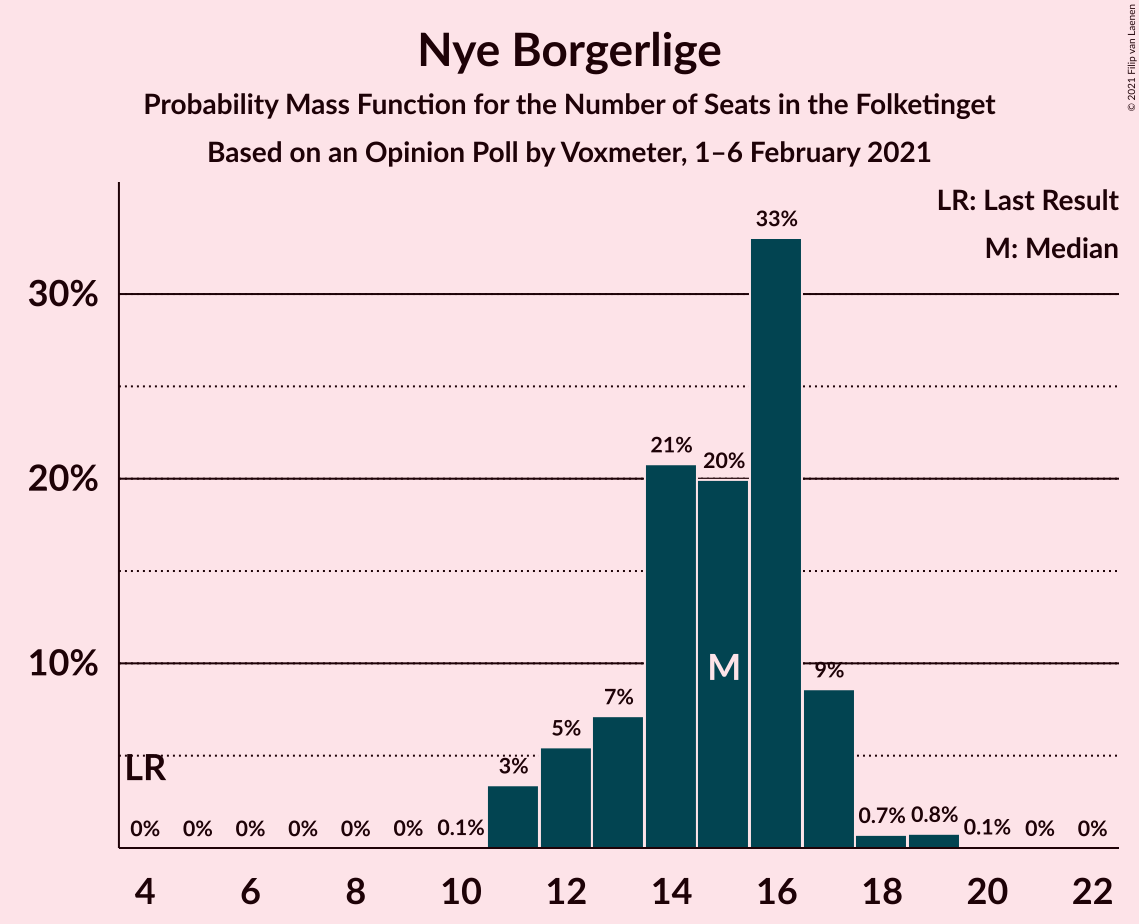 © 2021 Filip van Laenen
Nye Borgerlige
Probability Mass Function for the Number of Seats in the Folketinget
Based on an Opinion Poll by Voxmeter, 1–6 February 2021
LR: Last Result
M: Median
33%
30%
21%
20%
20%
M
10%
9%
7%
5%
LR
3%
0% 0% 0% 0% 0% 0% 0.1% 0.7% 0.8% 0.1% 0% 0%
4 6 8 10 12 14 16 18 20 22